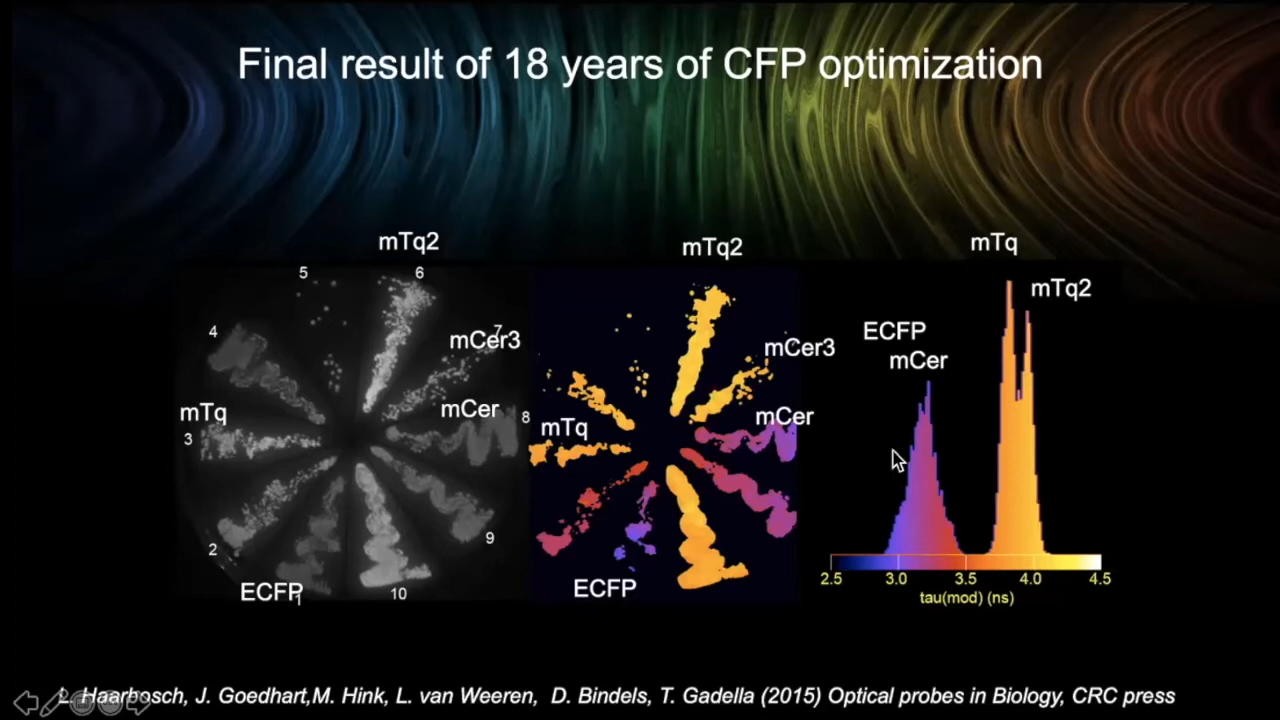 Final result of 18 years of CFP optimization
mTq2
5
6
4
7
mCer3
mTq
mCer
8
3
2
9
ECFP
1
10
mTq2
mCer3
mCer
mTq
ECFP
mTq
mTq2
ECFP
mCer
2.5 3.0 3.5 4.0 4.5
tau(mod) (ns)
L. Haarbosch, J. Goedhart,M. Hink, L. van Weeren, D. Bindels, T. Gadella (2015) Optical probes in Biology, CRC press